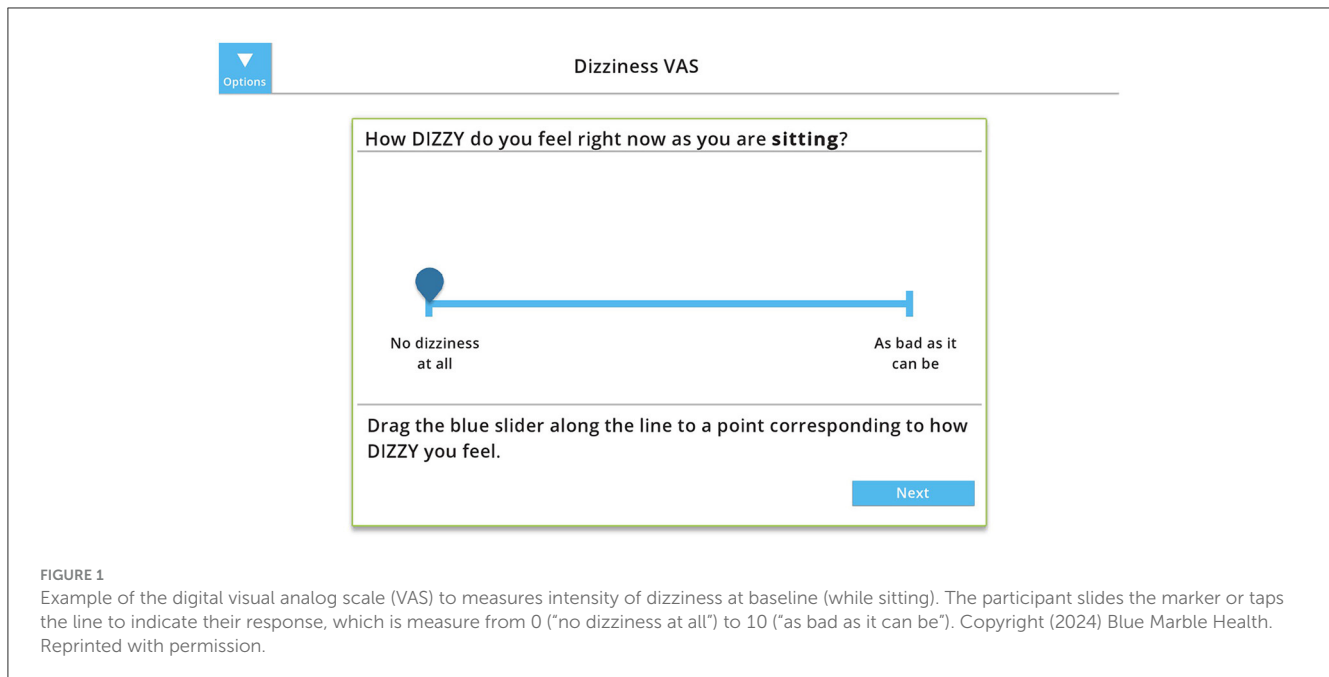 Options
Dizziness VAS
How DIZZY do you feel right now as you are sitting?
No dizziness
at all
As bad as it
can be
Drag the blue slider along the line to a point corresponding to how
DIZZY you feel.
Next
FIGURE 1
Example of the digital visual analog scale (VAS) to measures intensity of dizziness at baseline (while sitting). The participant slides the marker or taps
the line to indicate their response, which is measure from 0 (“no dizziness at all”) to 10 (“as bad as it can be”). Copyright (2024) Blue Marble Health.
Reprinted with permission.